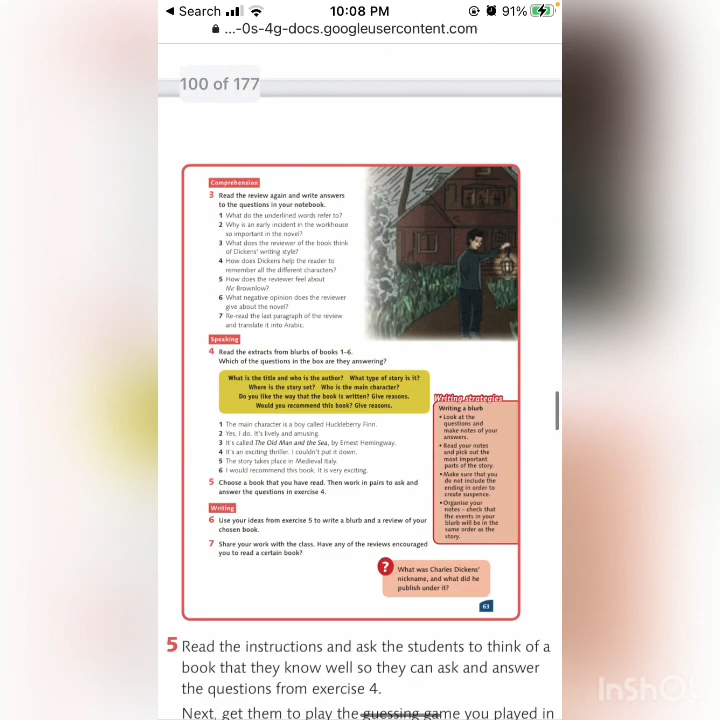 Search
10:08 PM
91%
...-0s-4g-docs.googleusercontent.com
100 of 177
Comprehension
3 Read the review again and write answers
to the questions in your notebook.
1 What do the underlined words refer to?
2 Why is an early incident in the workhouse
so important in the novel?
3 What does the reviewer of the book think
of Dickens' writing style?
4 How does Dickens help the reader to
remember all the different characters?
5 How does the reviewer feel about
Mr Brownlow?
6 What negative opinion does the reviewer
give about the novel?
7 Re-read the last paragraph of the review
and translate it into Arabic.
Speaking
4 Read the extracts from blurbs of books 1–6.
Which of the questions in the box are they answering?
What is the title and who is the author? What type of story is it?
Where is the story set? Who is the main character?
Do you like the way that the book is written? Give reasons.
Would you recommend this book? Give reasons.
1 The main character is a boy called Huckleberry Finn.
2 Yes, I do. It's lively and amusing.
3 It's called The Old Man and the Sea, by Ernest Hemingway.
4 It's an exciting thriller. I couldn't put it down.
5 The story takes place in Medieval Italy.
6 I would recommend this book. It is very exciting.
5 Choose a book that you have read. Then work in pairs to ask and
answer the questions in exercise 4.
Writing
6 Use your ideas from exercise 5 to write a blurb and a review of your
chosen book.
7 Share your work with the class. Have any of the reviews encouraged
you to read a certain book?
Writing strategies
Writing a blurb
• Look at the
questions and
make notes of your
answers.
• Read your notes
and pick out the
most important
parts of the story.
• Make sure that you
do not include the
ending in order to
create suspense.
• Organise your
notes – check that
the events in your
blurb will be in the
same order as the
story.
? What was Charles Dickens'
nickname, and what did he
publish under it?
63
5 Read the instructions and ask the students to think of a
book that they know well so they can ask and answer
the questions from exercise 4.
Next, get them to play the guessing game you played in
InShOt